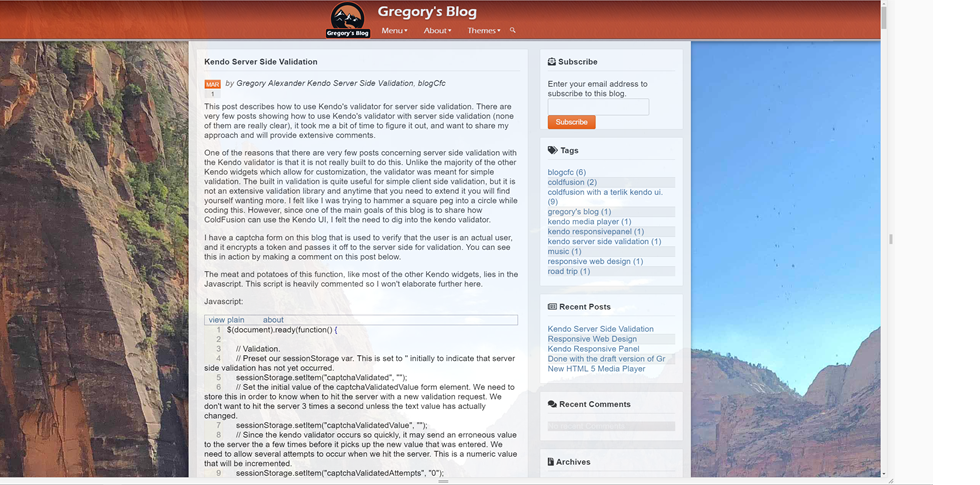 Gregory's Blog
Gregory's Blog
Menu
About
Themes
Kendo Server Side Validation
MAR
1
by Gregory Alexander Kendo Server Side Validation, blogCfc
This post describes how to use Kendo's validator for server side validation. There are
very few posts showing how to use Kendo's validator with server side validation (none
of them are really clear), it took me a bit of time to figure it out, and want to share my
approach and will provide extensive comments.
One of the reasons there are very few posts concerning server side validation with
the Kendo validator is that it is not really built to do this. Unlike the majority of the other
Kendo widgets which allow for customization, the validator was meant for simple
validation. The built in validation is quite useful for simple client side validation, but it is
not an extensive validation library and anytime that you need to extend it you will find
yourself wanting more. I felt like I was trying to hammer a square peg into a circle while
coding this. However, since one of the main goals of this blog is to share how
ColdFusion can use the Kendo UI, I felt the need to dig into the kendo validator.
I have a captcha form on this blog that is used to verify that the user is an actual user,
and it encrypts a token and passes it off to the server side for validation. You can see
this in action by making a comment on this post below.
The meat and potatoes of this function, like most of the other Kendo widgets, lies in the
Javascript. This script is heavily commented so I won't elaborate further here.
Javascript:
view plain about
1 $(document).ready(function() {
2
3 // Validation.
4 // Preset our sessionStorage var. This is set to '' initially to indicate that server
side validation has not yet occurred.
5 sessionStorage.setItem("captchaValidated", "");
6 // Set the initial value of the captchaValidatedValue form element. We need to
store this in order to know when to hit the server with a new validation request. We
don't want to hit the server 3 times a second unless the text value has actually
changed.
7 sessionStorage.setItem("captchaValidatedValue", "");
8 // Since the kendo validator occurs so quickly, it may send an erroneous value
to the server the a few times before it picks up the new value that was entered. We
need to allow several attempts to occur when we hit the server. This is a numeric value
that will be incremented.
9 sessionStorage.setItem("captchaValidatedAttempts", "0");
Subscribe
Enter your email address to
subscribe to this blog.
Subscribe
Tags
blogcfc (6)
coldfusion (2)
coldfusion with a terlik kendo ui.
(9)
gregory's blog (1)
kendo media player (1)
kendo responsivepanel (1)
kendo server side validation (1)
music (1)
responsive web design (1)
road trip (1)
Recent Posts
Kendo Server Side Validation
Responsive Web Design
Kendo Responsive Panel
Done with the draft version of Gr
New HTML 5 Media Player
Recent Comments
Archives